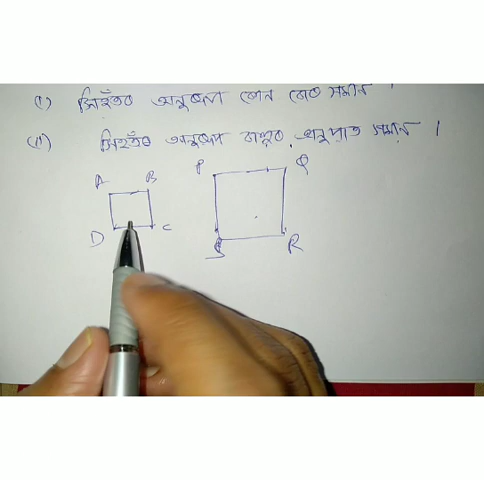 (i) সিহঁতৰ অনুৰূপ কোন বোৰ সমান ।
(ii) সিহঁতৰ অনুৰূপ বাহুৰ অনুপাত সমান ।
A B P Q
D C S R